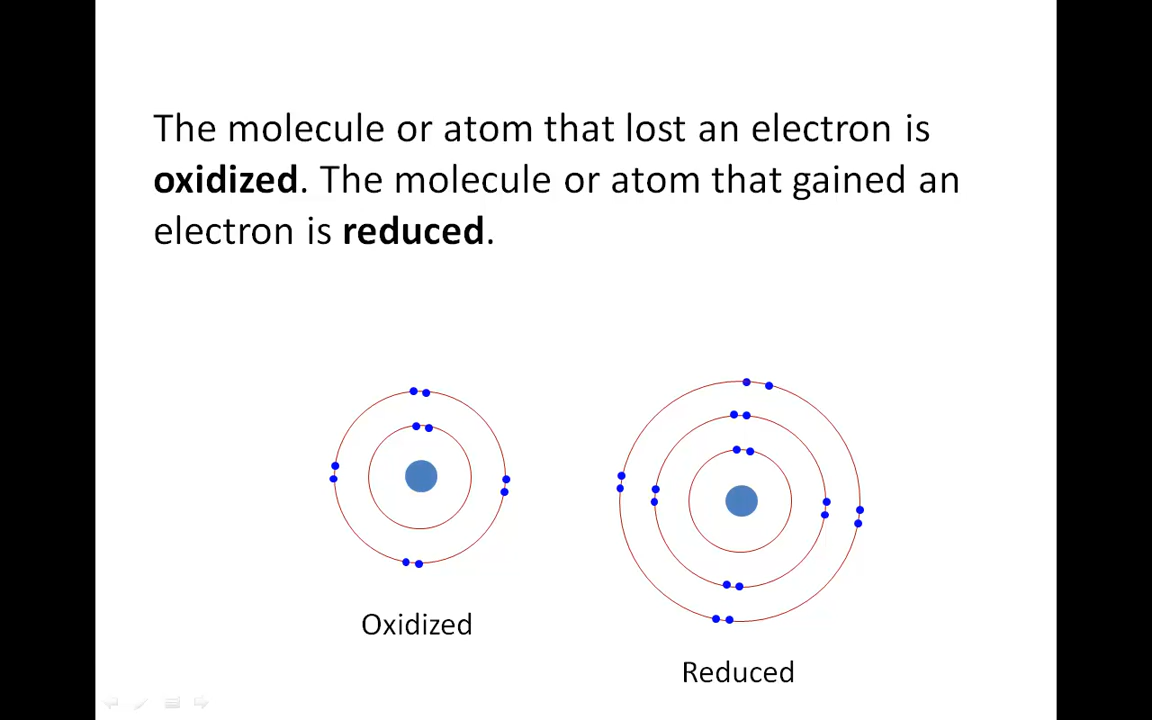 The molecule or atom that lost an electron is
oxidized. The molecule or atom that gained an
electron is reduced.
Oxidized
Reduced